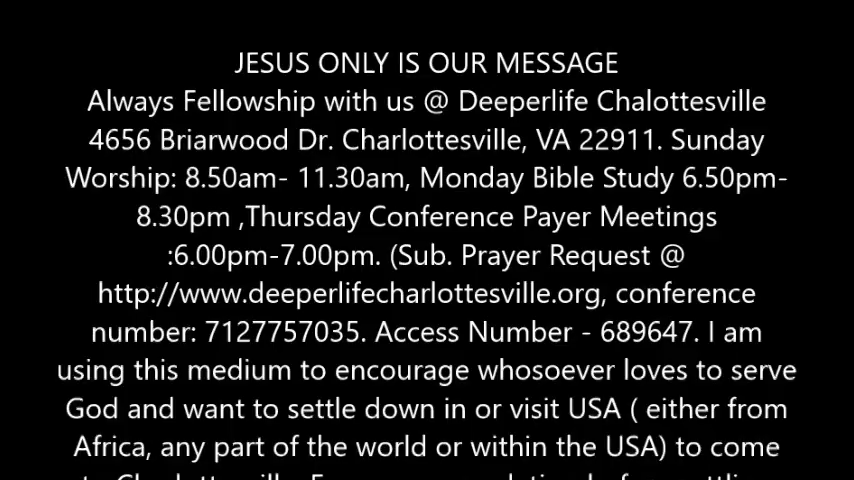 JESUS ONLY IS OUR MESSAGE
Always Fellowship with us @ Deeperlife Chalottesville
4656 Briarwood Dr. Charlottesville, VA 22911. Sunday
Worship: 8.50am- 11.30am, Monday Bible Study 6.50pm-
8.30pm ,Thursday Conference Payer Meetings
:6.00pm-7.00pm. (Sub. Prayer Request @
http://www.deeperlifecharlottesville.org, conference
number: 7127757035. Access Number - 689647. I am
using this medium to encourage whosoever loves to serve
God and want to settle down in or visit USA ( either from
Africa, any part of the world or within the USA) to come